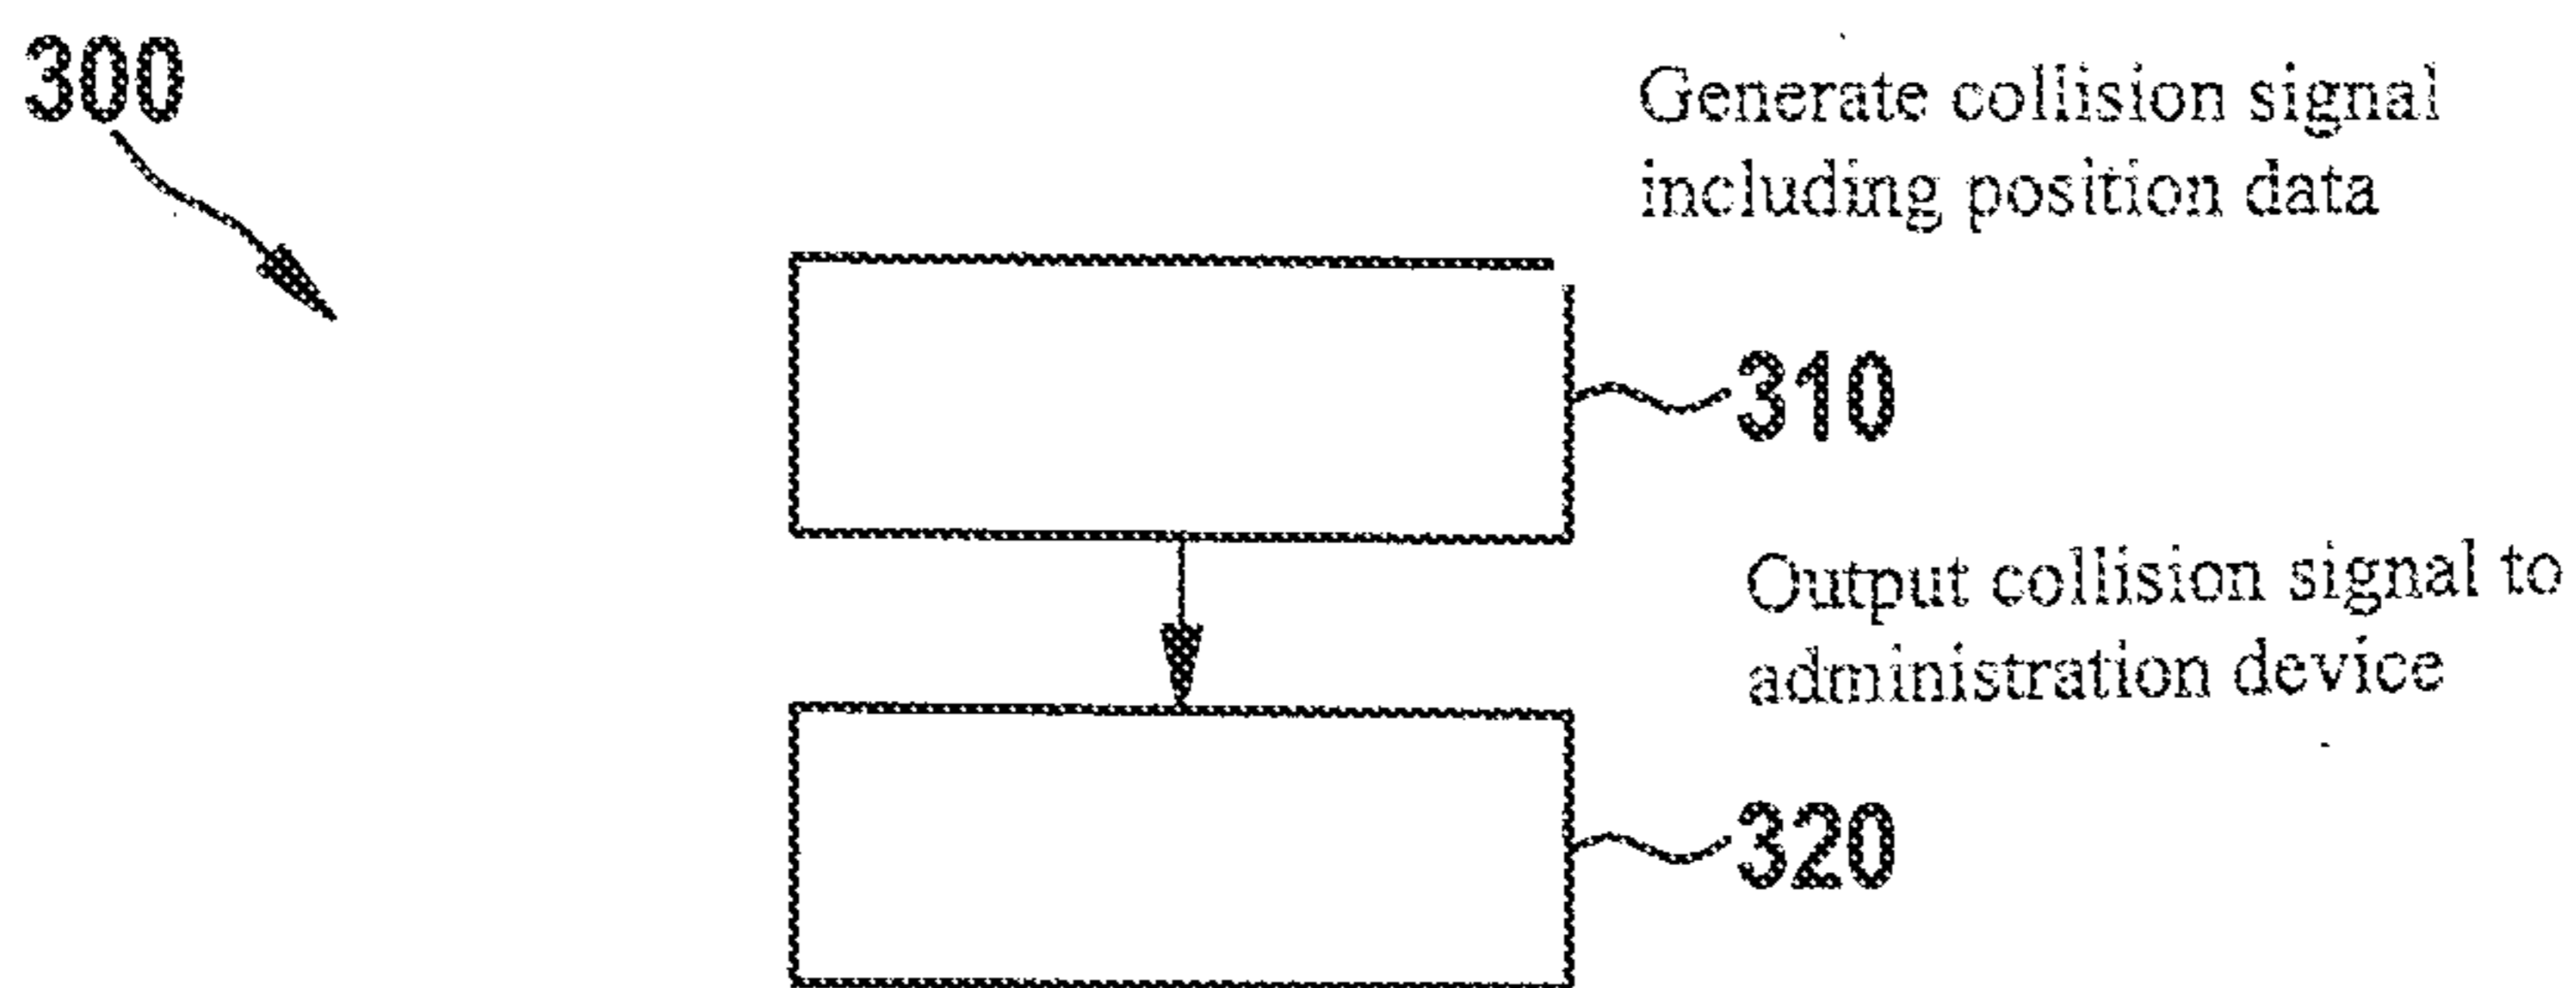 300
Generate collision signal
including position data
310
Output collision signal to
administration device
320